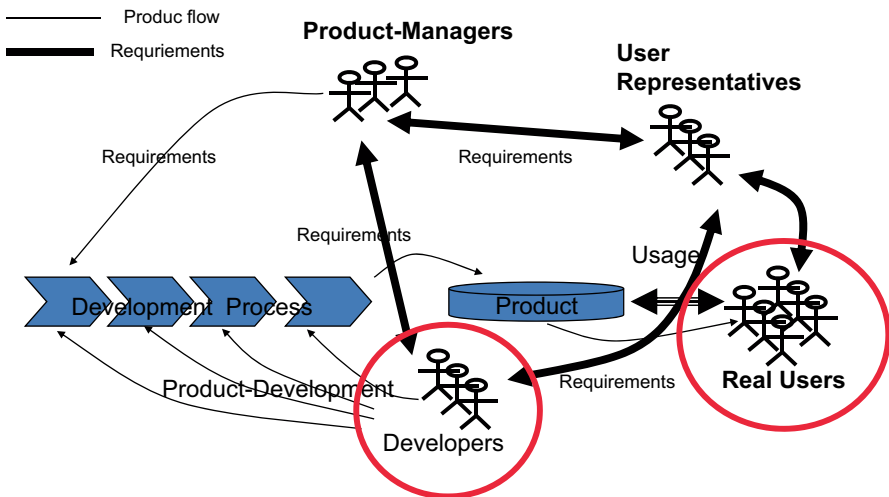 Produc flow
Requriements
Product-Managers
User
Representatives
Requirements
Requirements
Requirements
Usage
Development Process
Product
Product-Development
Requirements
Real Users
Developers